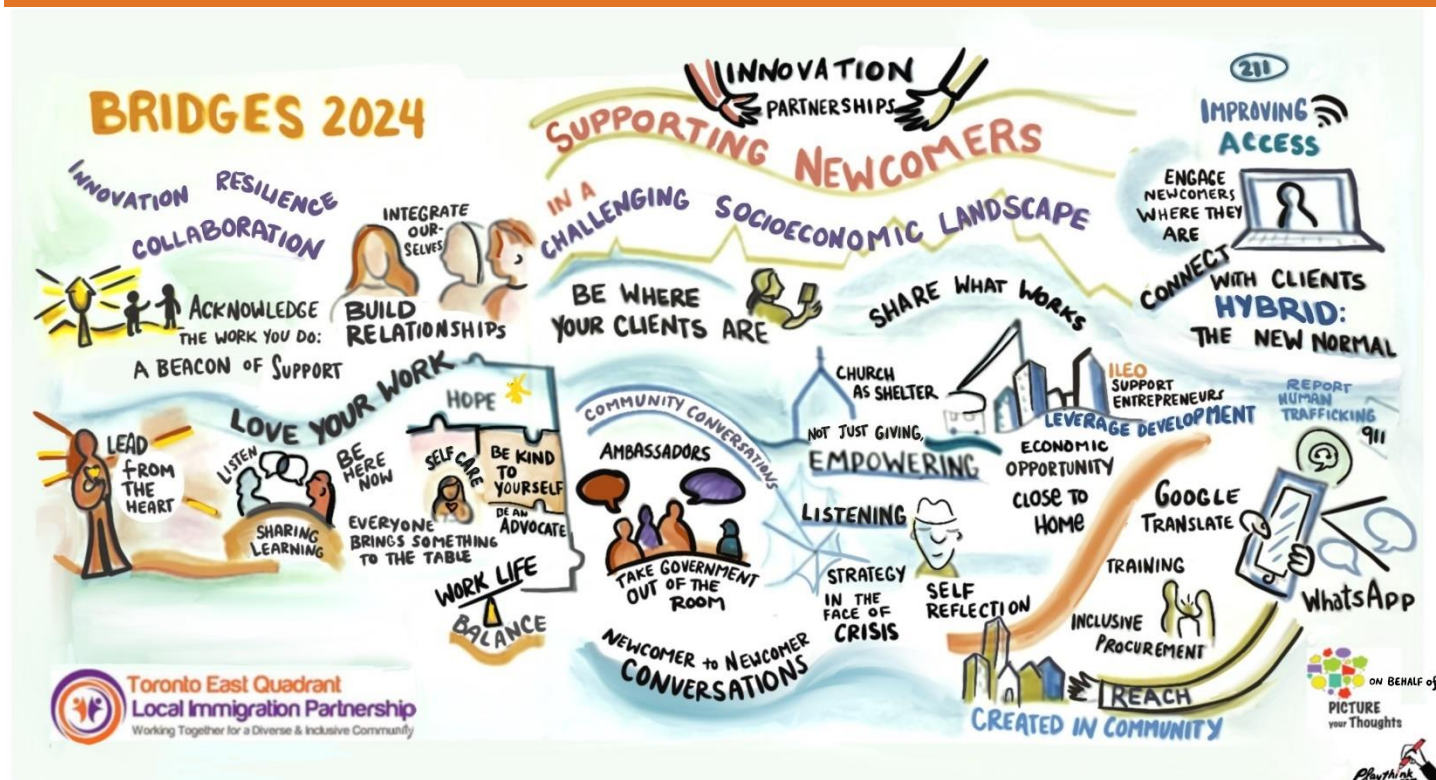 BRIDGES 2024
INNOVATION RESILIENCE
COLLABORATION
INTEGRATE
OUR-
SELVES
BUILD
RELATIONSHIPS
ACKNOWLEDGE
THE WORK YOU DO:
A BEACON OF SUPPORT
LOVE YOUR WORK
LEAD
FROM
THE
HEART
LISTEN
SHARING
LEARNING
BE
HERE
NOW
EVERYONE
BRINGS SOMETHING
TO THE TABLE
HOPE
SELF CARE
BE KIND
TO
YOURSELF
BE AN
ADVOCATE
WORK LIFE
BALANCE
Toronto East Quadrant
Local Immigration Partnership
Working Together for a Diverse & Inclusive Community
INNOVATION
PARTNERSHIPS
SUPPORTING NEWCOMERS
IN A
CHALLENGING SOCIOECONOMIC LANDSCAPE
BE WHERE
YOUR CLIENTS ARE
SHARE WHAT WORKS
COMMUNITY CONVERSATIONS
AMBASSADORS
TAKE GOVERNMENT
OUT OF THE
ROOM
NEWCOMER to NEWCOMER
CONVERSATIONS
CHURCH
AS SHELTER
NOT JUST GIVING,
EMPOWERING
LISTENING
STRATEGY
IN THE
FACE OF
CRISIS
SELF
REFLECTION
ILEO
SUPPORT
ENTREPRENEURS
LEVERAGE DEVELOPMENT
ECONOMIC
OPPORTUNITY
CLOSE TO
HOME
211
IMPROVING
ACCESS
ENGAGE
NEWCOMERS
WHERE THEY
ARE
CONNECT
WITH CLIENTS
HYBRID:
THE NEW NORMAL
REPORT
HUMAN
TRAFFICKING
911
GOOGLE
TRANSLATE
TRAINING
INCLUSIVE
PROCUREMENT
WhatsApp
REACH
CREATED IN COMMUNITY
ON BEHALF of
PICTURE
your Thoughts
Playthink